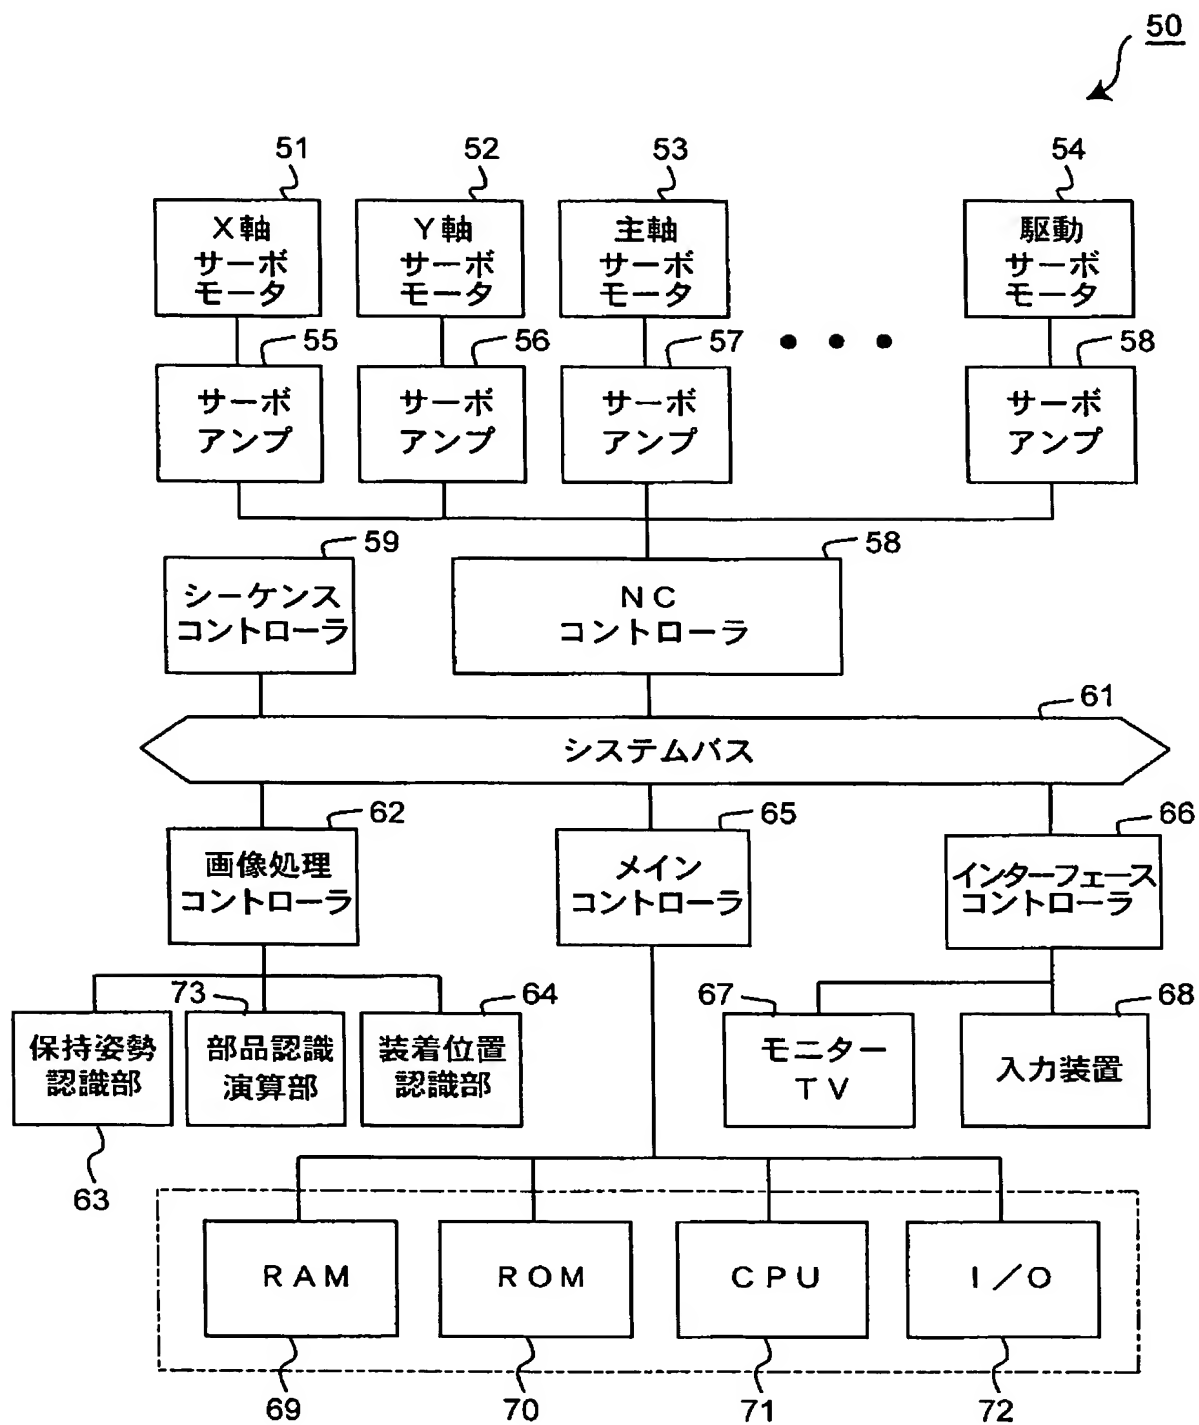 50
51
52
53
54
X軸
サーボ
モータ
Y軸
サーボ
モータ
主軸
サーボ
モータ
駆動
サーボ
モータ
55
56
57
58
サーボ
アンプ
サーボ
アンプ
サーボ
アンプ
サーボ
アンプ
59
58
シーケンス
コントローラ
NC
コントローラ
61
システムバス
62
65
66
画像処理
コントローラ
メイン
コントローラ
インターフェース
コントローラ
73
64
67
68
保持姿勢
認識部
部品認識
演算部
装着位置
認識部
モニター
TV
入力装置
63
RAM
ROM
CPU
I/O
69
70
71
72